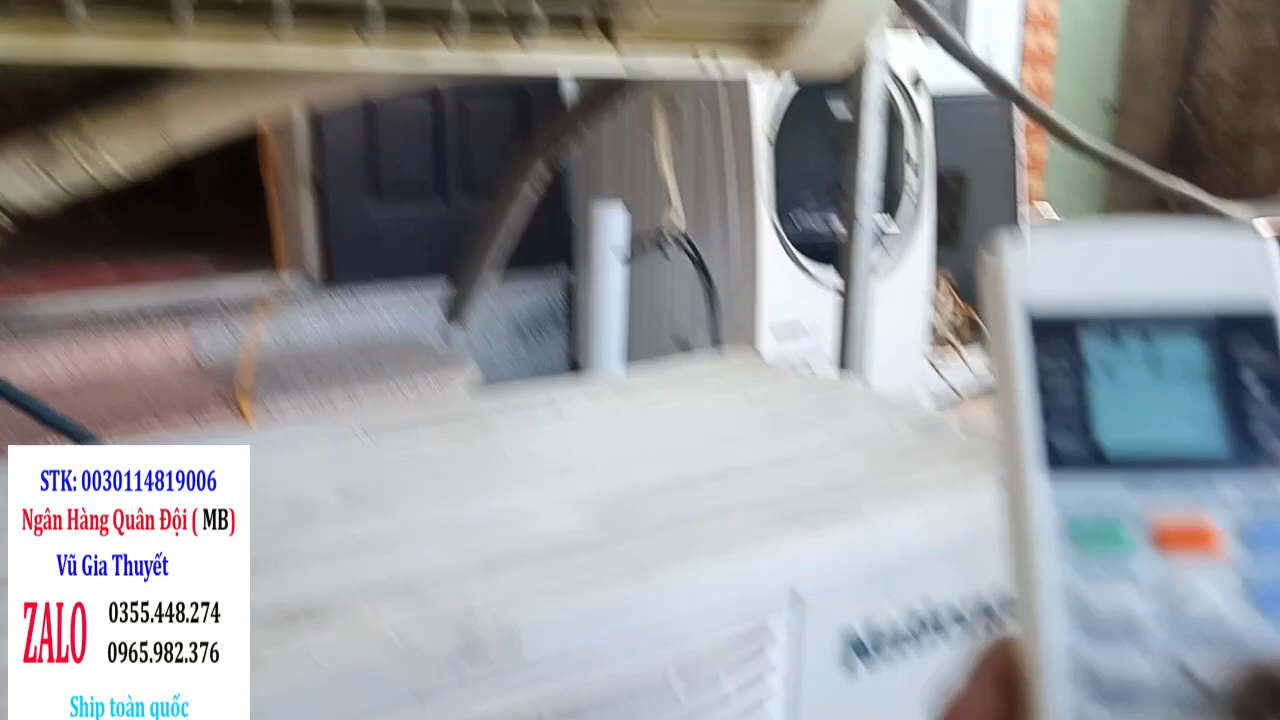 STK: 0030114819006
Ngân Hàng Quân Đội ( MB)
Vũ Gia Thuyết
ZALO 0355.448.274
0965.982.376
Ship toàn quốc